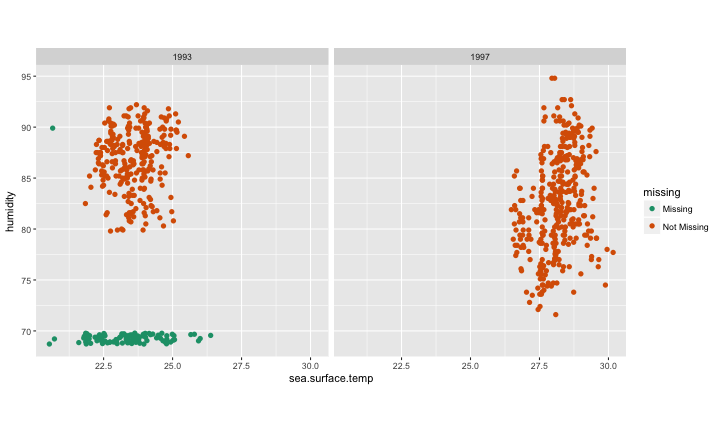 1993 1997
95
90
85
80
75
70
humidity
22.5 25.0 27.5 30.0 22.5 25.0 27.5 30.0
sea.surface.temp
missing
Missing
Not Missing